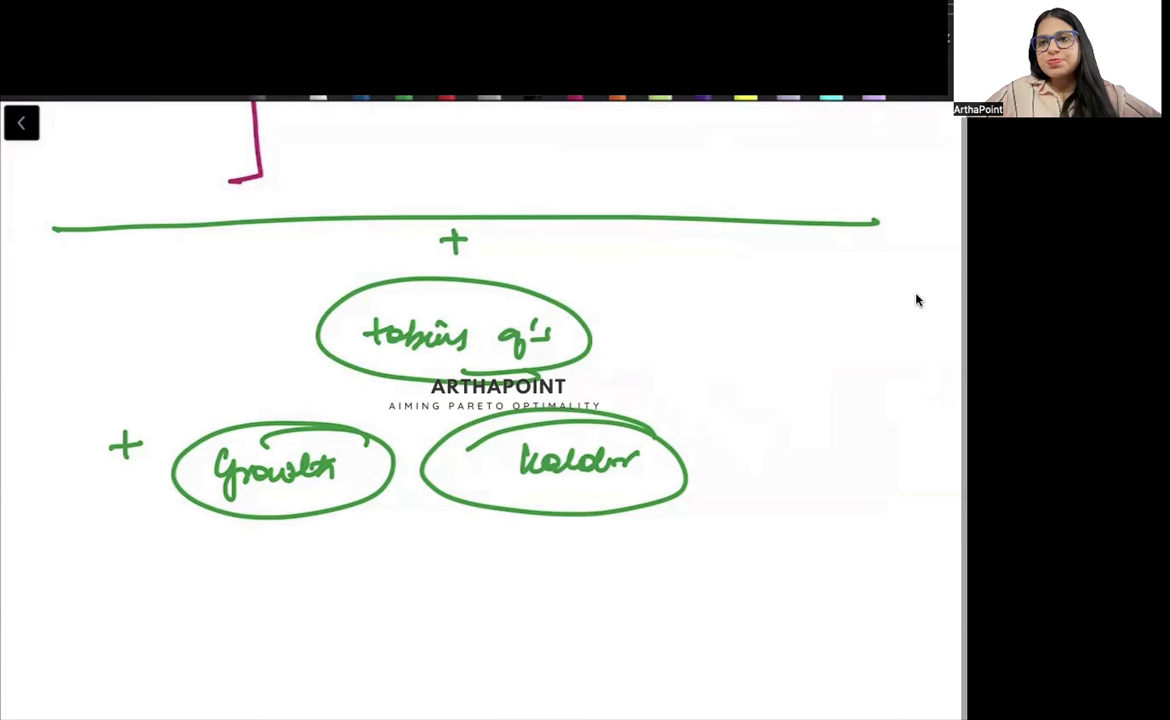 ArthaPoint
+
tobins q's
ARTHAPOINT
AIMING PARETO OPTIMALITY
+ Growth Kaldor